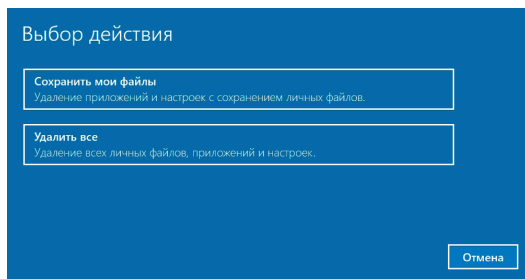 Выбор действия
Сохранить мои файлы
Удаление приложений и настроек с сохранением личных файлов.
Удалить все
Удаление всех личных файлов, приложений и настроек.
Отмена